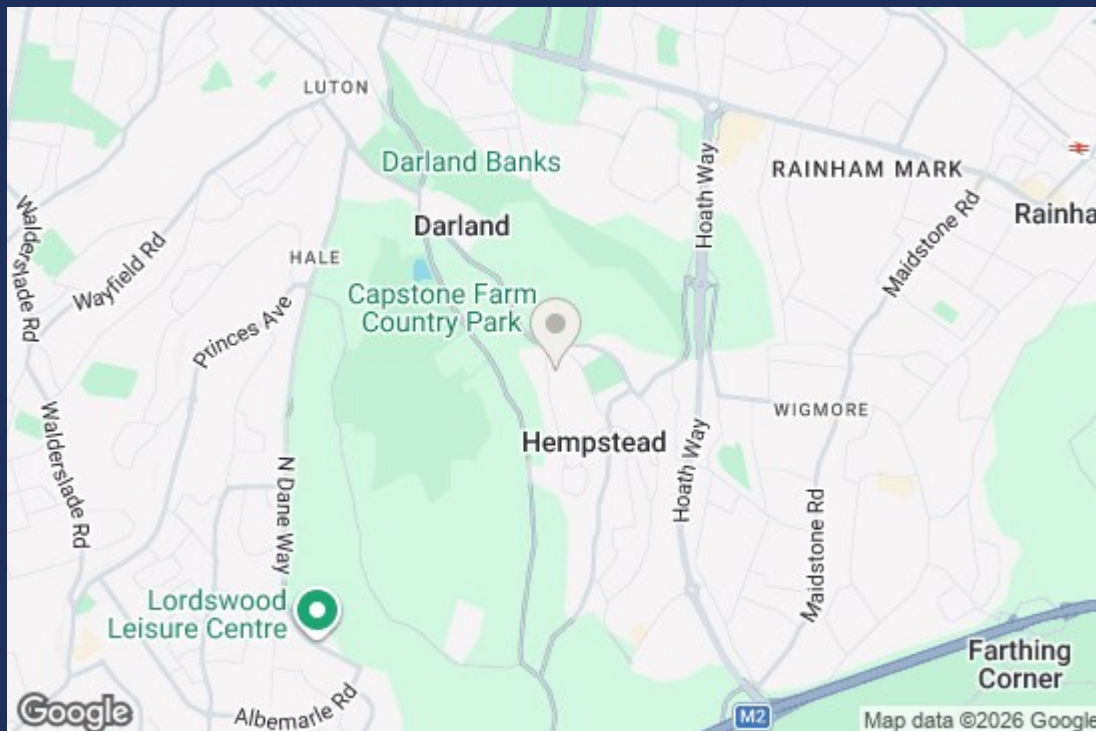 LUTON
Darland Banks
Hoath Way
RAINHAM MARK
Rainha
Darland
Walderslade Rd
Wayfield Rd
HALE
Maidstone Rd
Capstone Farm
Country Park
Princes Ave
WIGMORE
Walderslade Rd
Hempstead
Hoath Way
N Dane Way
Maidstone Rd
Lordswood
Leisure Centre
Farthing
Corner
Albemarle Rd
Google
M2
Map data ©2026 Google